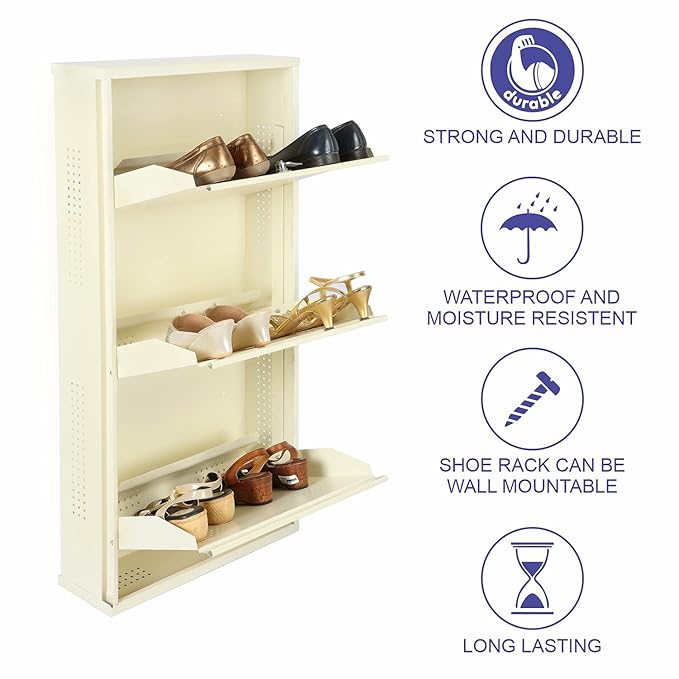 durable
STRONG AND DURABLE
WATERPROOF AND
MOISTURE RESISTENT
SHOE RACK CAN BE
WALL MOUNTABLE
LONG LASTING